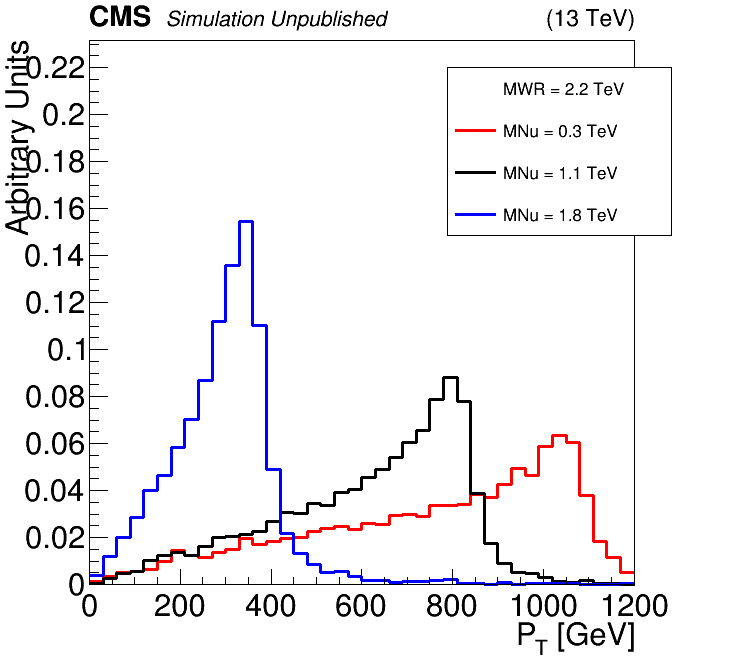 CMS Simulation Unpublished (13 TeV)
Arbitrary Units
0.22
0.2
0.18
0.16
0.14
0.12
0.1
0.08
0.06
0.04
0.02
0
MWR = 2.2 TeV
MNu = 0.3 TeV
MNu = 1.1 TeV
MNu = 1.8 TeV
0 200 400 600 800 1000 1200
P_T [GeV]